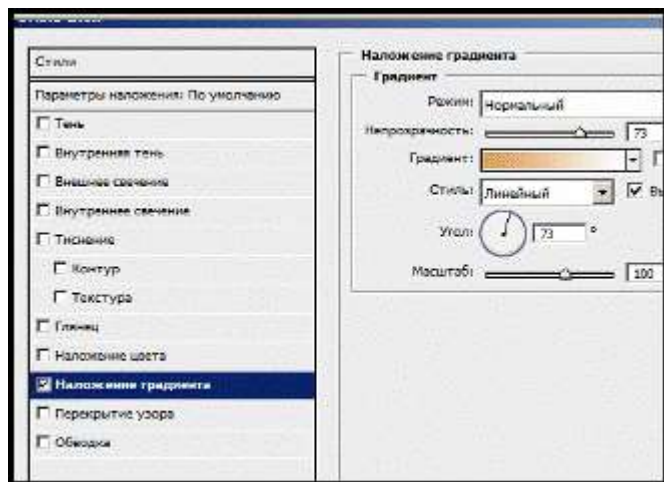 Стили
Параметры наложения: По умолчанию
Тень
Внутренняя тень
Внешнее свечение
Внутреннее свечение
Тиснение
Контур
Текстура
Глянец
Наложение цвета
Наложение градиента
Перекрытие узора
Обводка
Наложение градиента
Градиент
Режим: Нормальный
Непрозрачность: 73
Градиент:
Стиль: Линейный
Угол: 73 °
Масштаб: 100